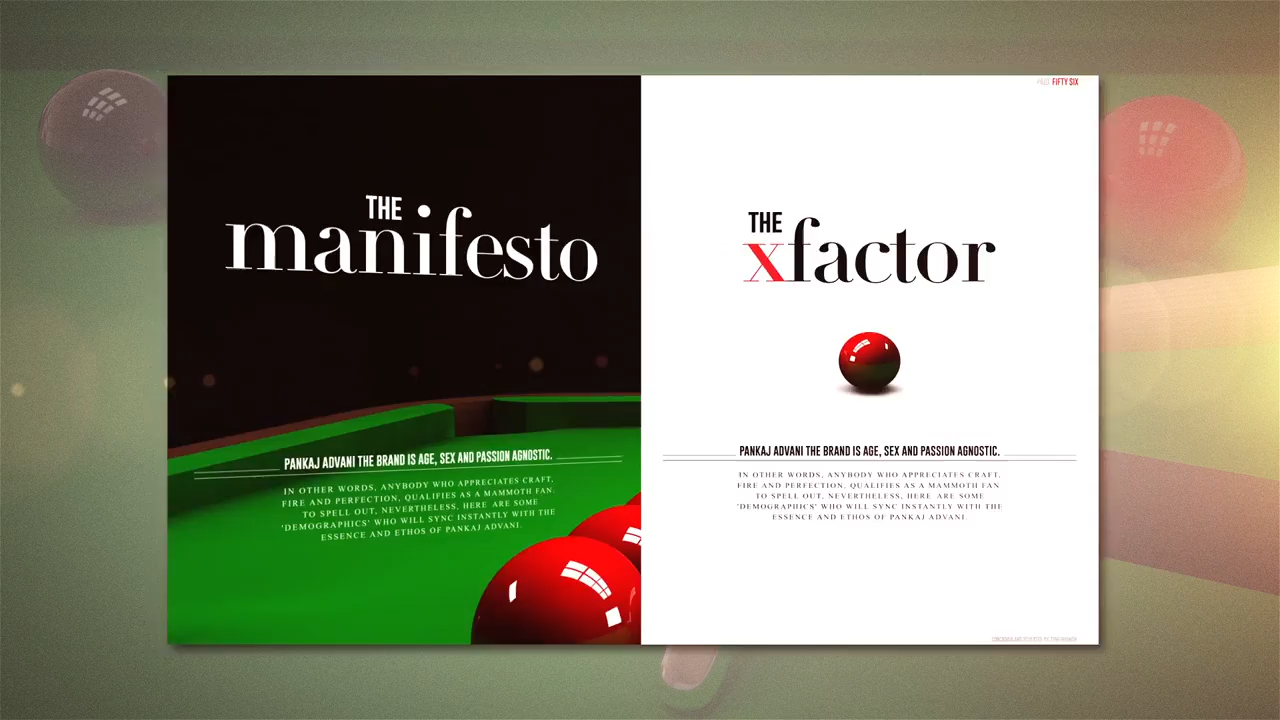 THE
manifesto
PANKAJ ADVANI THE BRAND IS AGE, SEX AND PASSION AGNOSTIC.
IN OTHER WORDS, ANYBODY WHO APPRECIATES CRAFT,
FIRE AND PERFECTION, QUALIFIES AS A MAMMOTH FAN.
TO SPELL OUT, NEVERTHELESS, HERE ARE SOME
'DEMOGRAPHICS' WHO WILL SYNC INSTANTLY WITH THE
ESSENCE AND ETHOS OF PANKAJ ADVANI.
FIFTY SIX
THE
xfactor
PANKAJ ADVANI THE BRAND IS AGE, SEX AND PASSION AGNOSTIC.
IN OTHER WORDS, ANYBODY WHO APPRECIATES CRAFT,
FIRE AND PERFECTION, QUALIFIES AS A MAMMOTH FAN
TO SPELL OUT, NEVERTHELESS, HERE ARE SOME
'DEMOGRAPHICS' WHO WILL SYNC INSTANTLY WITH THE
ESSENCE AND ETHOS OF PANKAJ ADVANI.